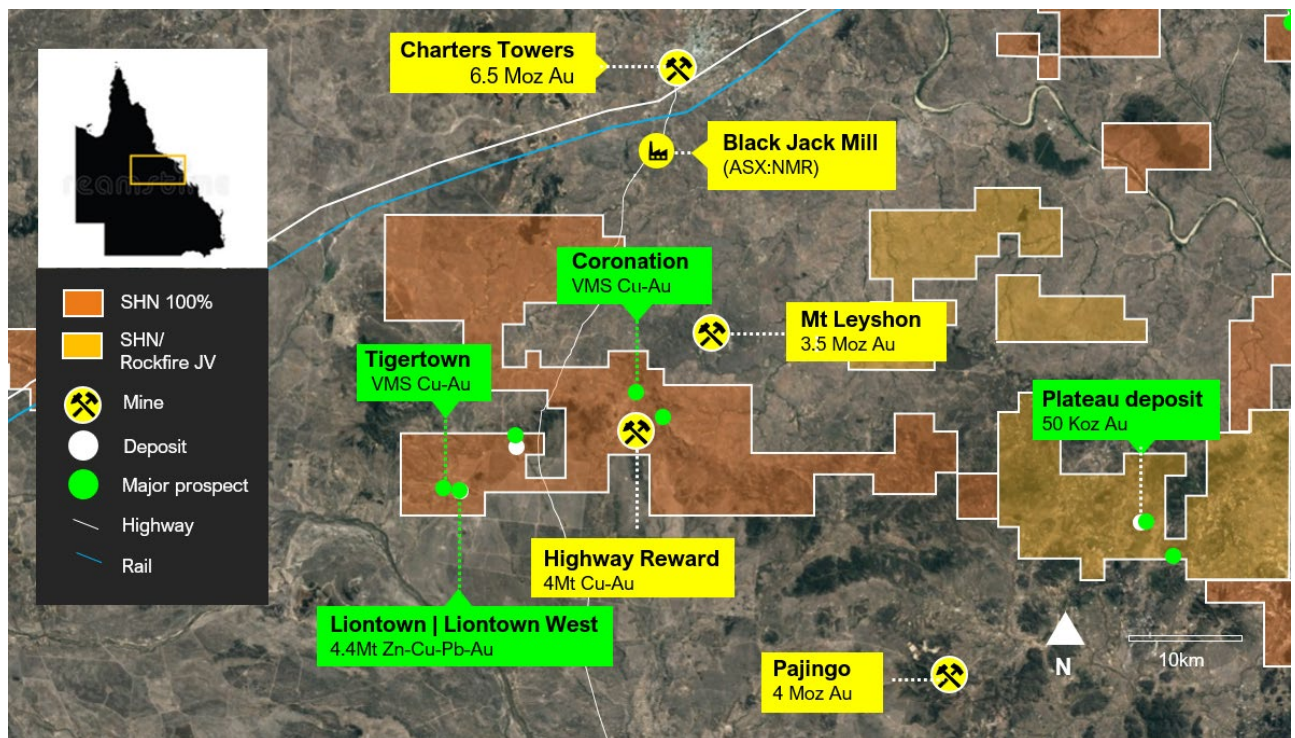 Charters Towers
6.5 Moz Au
Black Jack Mill
(ASX:NMR)
reamstime
SHN 100%
SHN/
Rockfire JV
Mine
Deposit
Major prospect
Highway
Rail
Coronation
VMS Cu-Au
Mt Leyshon
3.5 Moz Au
Tigertown
VMS Cu-Au
Plateau deposit
50 Koz Au
Highway Reward
4Mt Cu-Au
Liontown | Liontown West
4.4Mt Zn-Cu-Pb-Au
Pajingo
4 Moz Au
N
10km